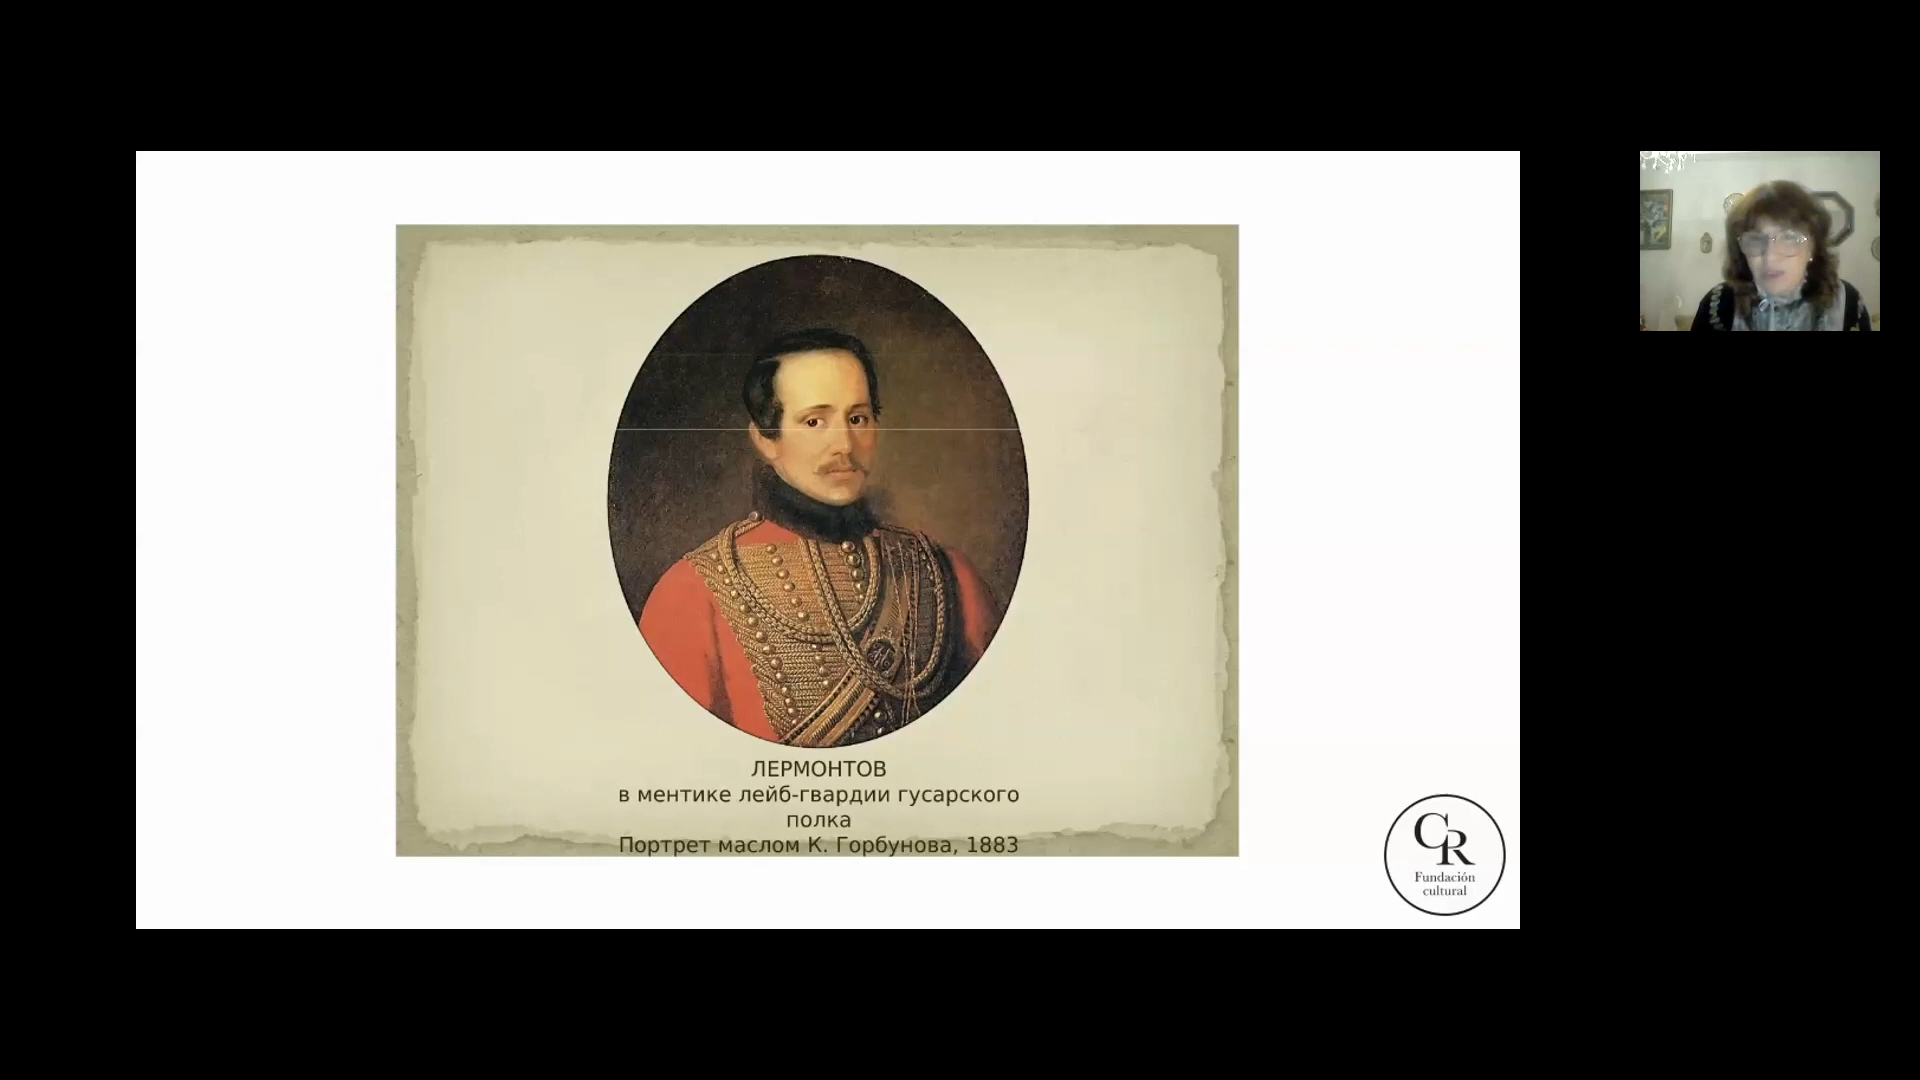 ЛЕРМОНТОВ
в ментике лейб-гвардии гусарского
полка
Портрет маслом К. Горбунова, 1883
CR
Fundación
cultural